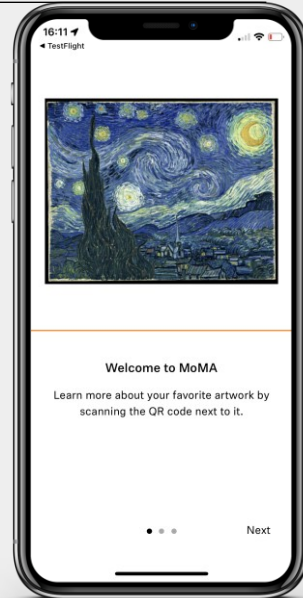 16:11
◀ TestFlight
Welcome to MoMA
Learn more about your favorite artwork by
scanning the QR code next to it.
Next